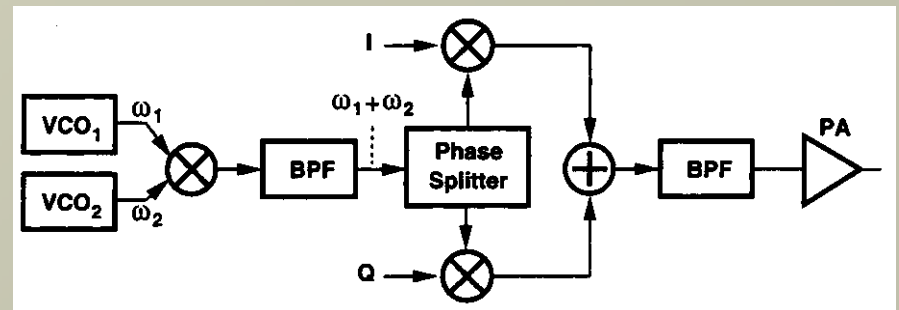 I
VCO₁
ω₁
ω₁+ω₂
BPF
Phase
Splitter
BPF
PA
VCO₂
ω₂
Q